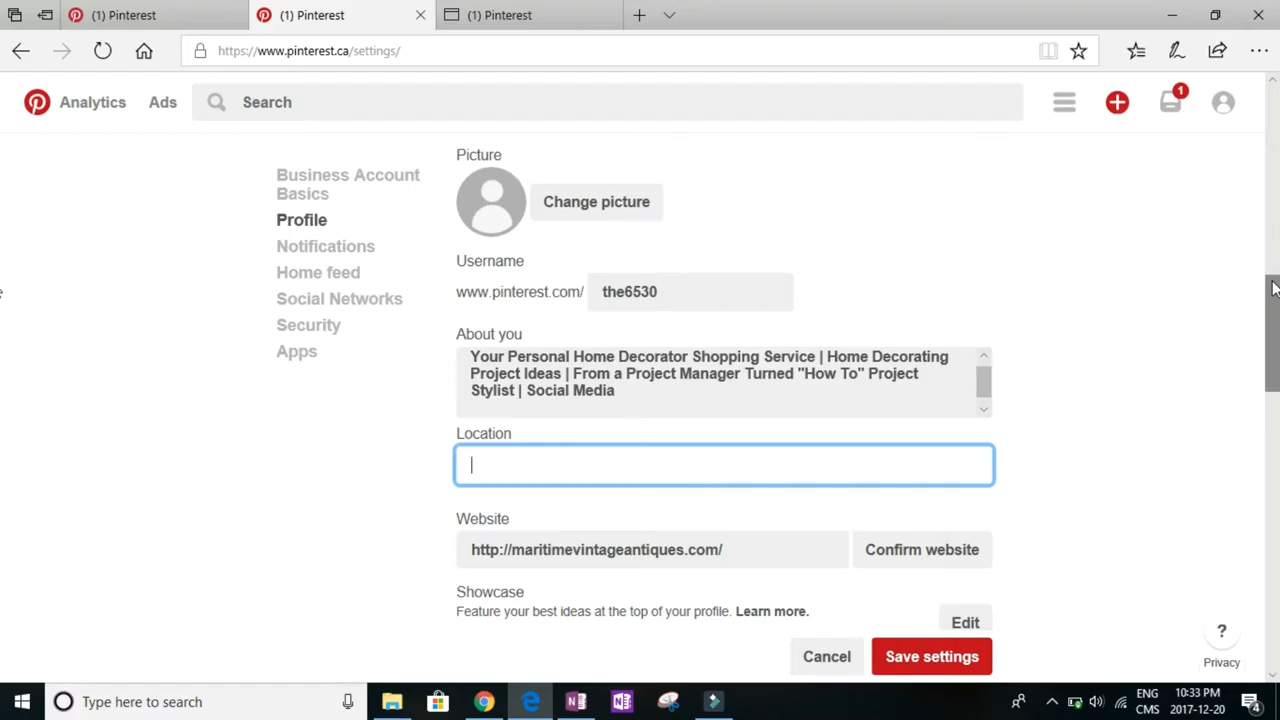 (1) Pinterest
(1) Pinterest
(1) Pinterest
https://www.pinterest.ca/settings/
Analytics
Ads
Search
1
Picture
Business Account
Basics
Profile
Notifications
Home feed
Social Networks
Security
Apps
Change picture
Username
www.pinterest.com/
the6530
About you
Your Personal Home Decorator Shopping Service | Home Decorating
Project Ideas | From a Project Manager Turned "How To" Project
Stylist | Social Media
Location
Website
http://maritimevintageantiques.com/
Confirm website
Showcase
Feature your best ideas at the top of your profile. Learn more.
Edit
Cancel
Save settings
?
Privacy
Type here to search
ENG
CMS
10:33 PM
2017-12-20
4